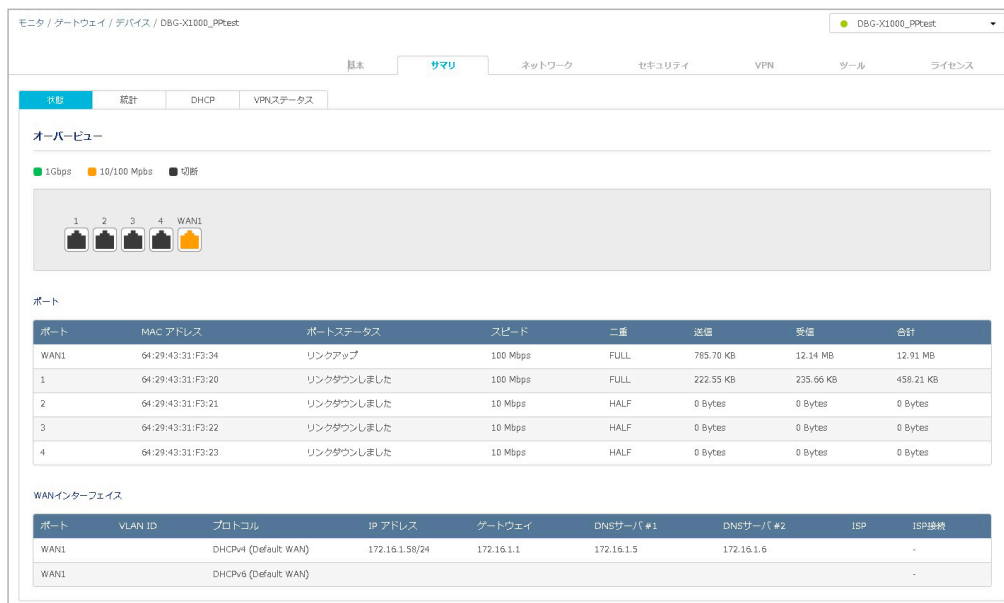 モニタ / ゲートウェイ / デバイス / DBG-X1000_PPtest
DBG-X1000_PPtest
基本 サマリ ネットワーク セキュリティ VPN ツール ライセンス
状態 統計 DHCP VPNステータス
オーバービュー
1Gbps 10/100 Mpbs 切断
1 2 3 4 WAN1
ポート
ポート MAC アドレス ポートステータス スピード 二重 送信 受信 合計
WAN1 64:29:43:31:F3:34 リンクアップ 100 Mbps FULL 785.70 KB 12.14 MB 12.91 MB
1 64:29:43:31:F3:20 リンクダウンしました 100 Mbps FULL 222.55 KB 235.66 KB 458.21 KB
2 64:29:43:31:F3:21 リンクダウンしました 10 Mbps HALF 0 Bytes 0 Bytes 0 Bytes
3 64:29:43:31:F3:22 リンクダウンしました 10 Mbps HALF 0 Bytes 0 Bytes 0 Bytes
4 64:29:43:31:F3:23 リンクダウンしました 10 Mbps HALF 0 Bytes 0 Bytes 0 Bytes
WANインターフェイス
ポート VLAN ID プロトコル IP アドレス ゲートウェイ DNSサーバ #1 DNSサーバ #2 ISP ISP接続
WAN1 DHCPv4 (Default WAN) 172.16.1.58/24 172.16.1.1 172.16.1.5 172.16.1.6 -
WAN1 DHCPv6 (Default WAN) -